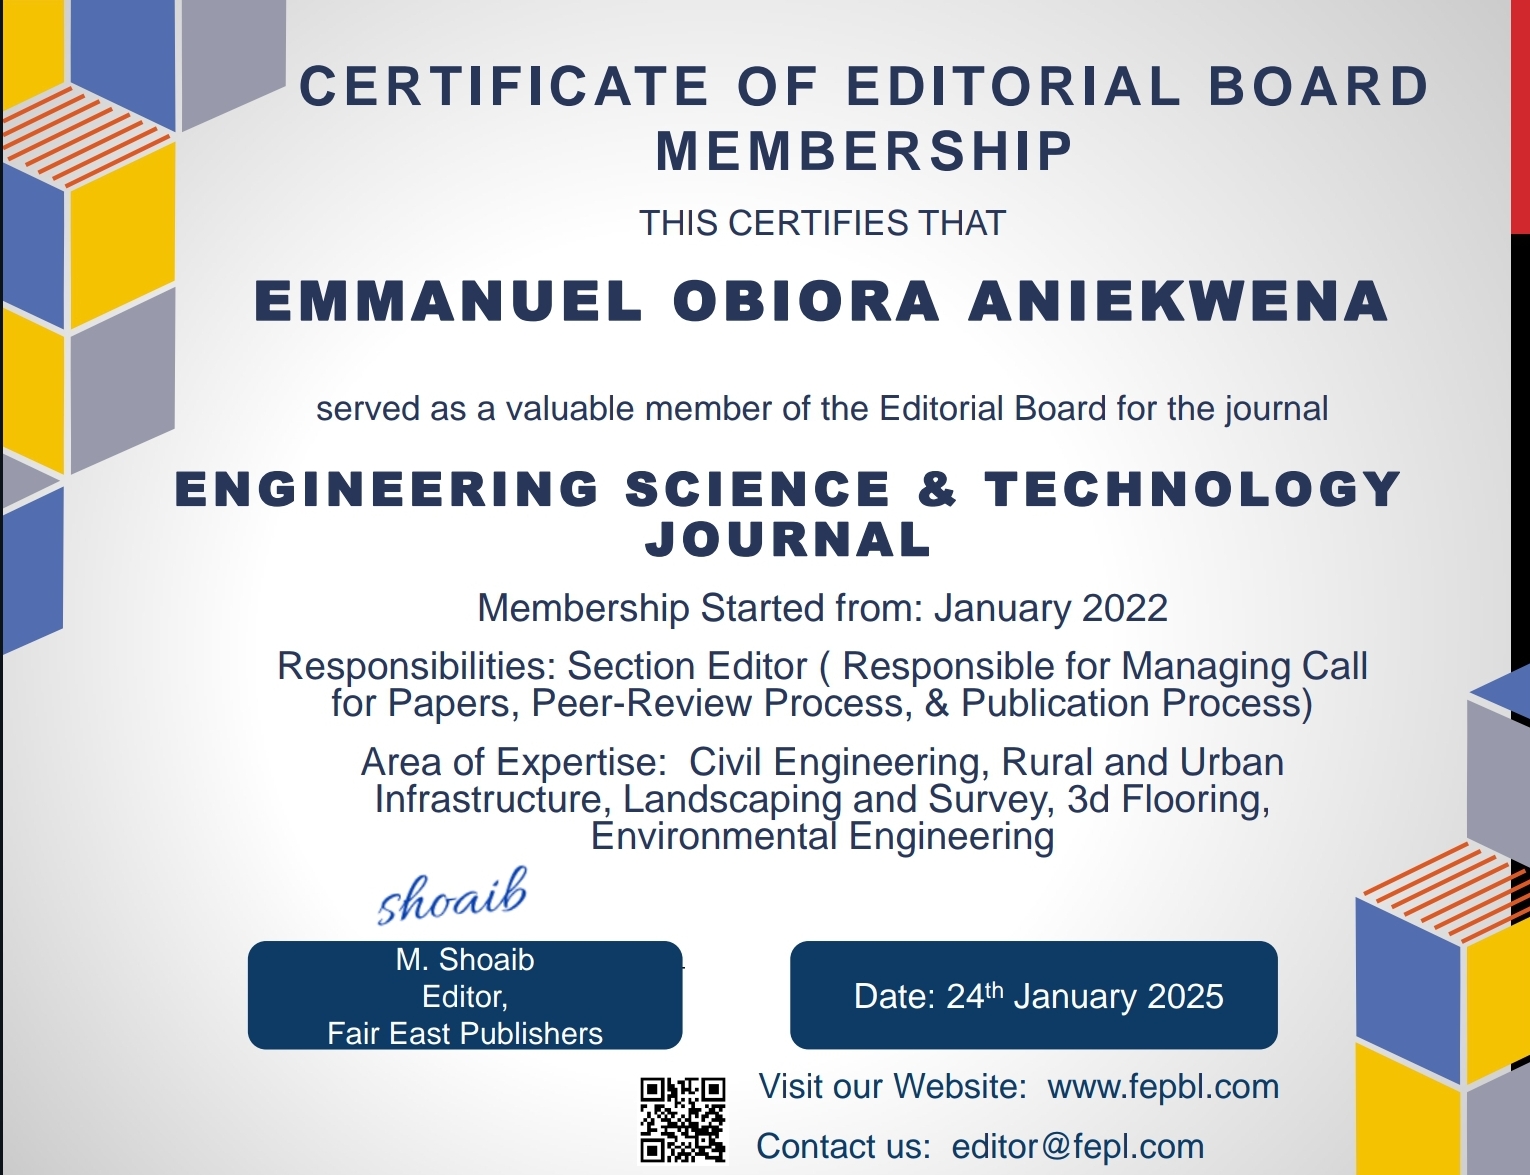 CERTIFICATE OF EDITORIAL BOARD
MEMBERSHIP
THIS CERTIFIES THAT
EMMANUEL OBIORA ANIEKWENA
served as a valuable member of the Editorial Board for the journal
ENGINEERING SCIENCE & TECHNOLOGY
JOURNAL
Membership Started from: January 2022
Responsibilities: Section Editor ( Responsible for Managing Call
for Papers, Peer-Review Process, & Publication Process)
Area of Expertise:  Civil Engineering, Rural and Urban
Infrastructure, Landscaping and Survey, 3d Flooring,
Environmental Engineering
shoaib
M. Shoaib
Editor,
Fair East Publishers
Date: 24th January 2025
Visit our Website:  www.fepbl.com
Contact us:  editor@fepl.com